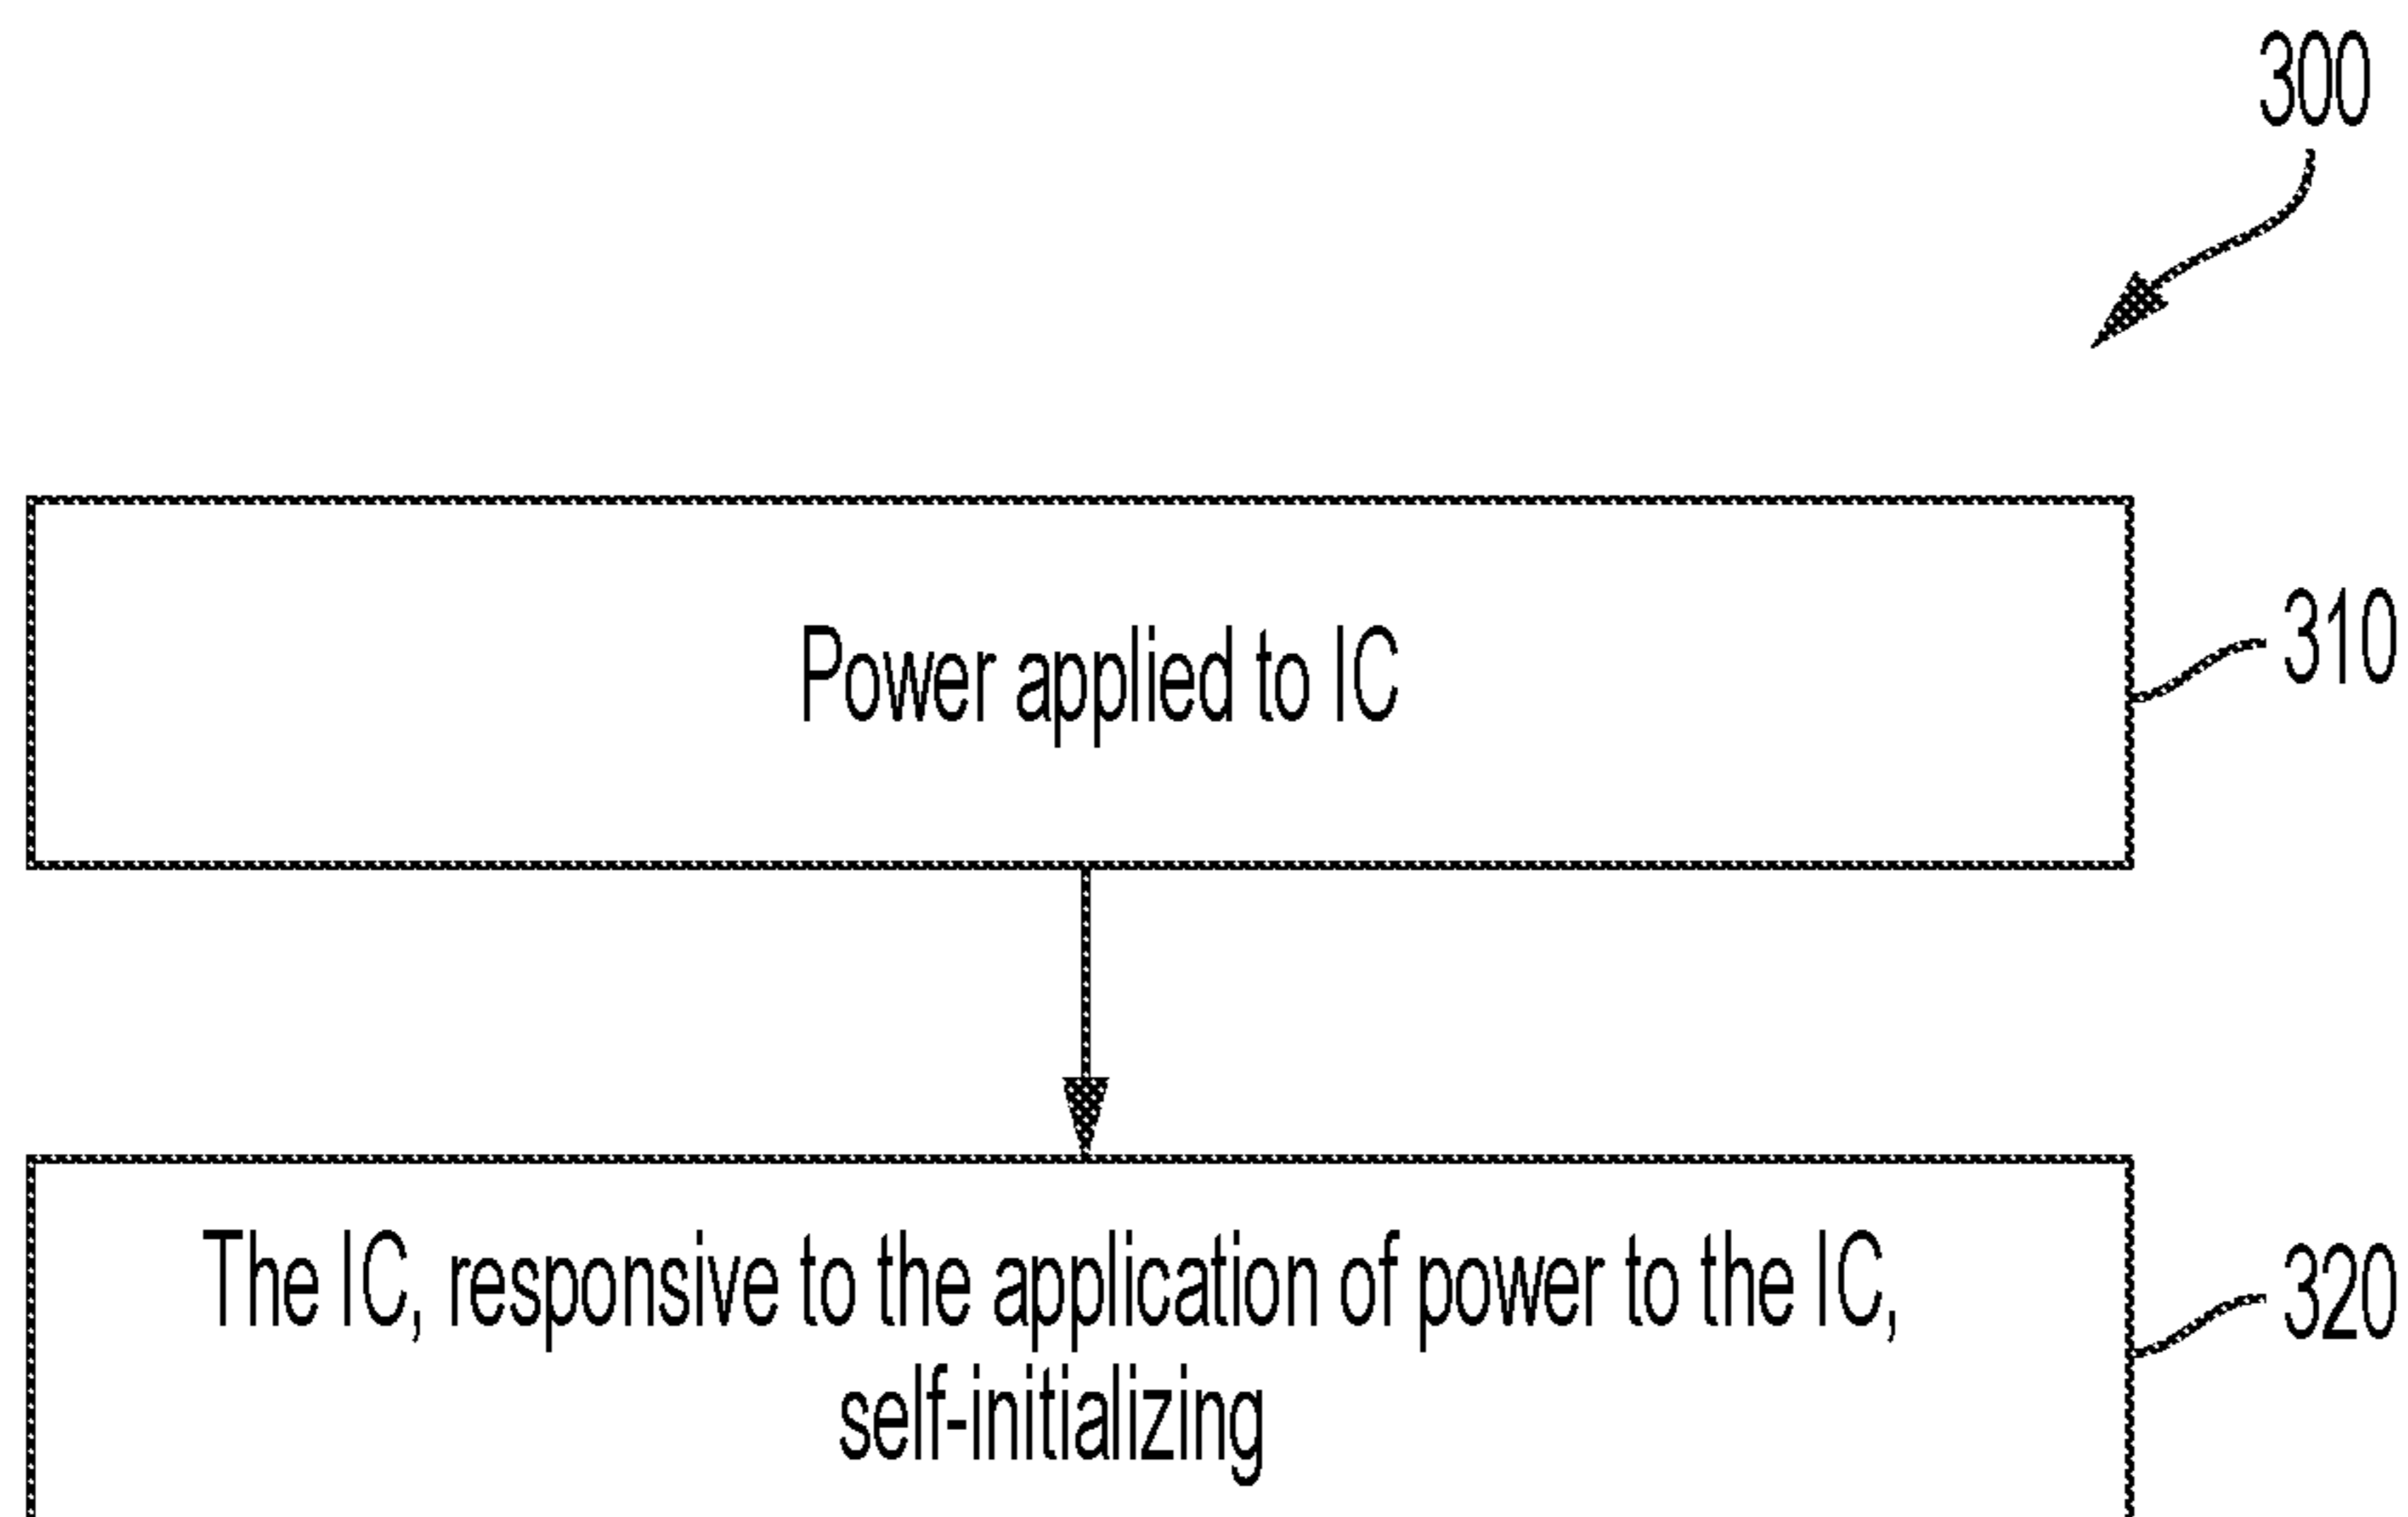 300
Power applied to IC
310
The IC, responsive to the application of power to the IC,
self-initializing
320